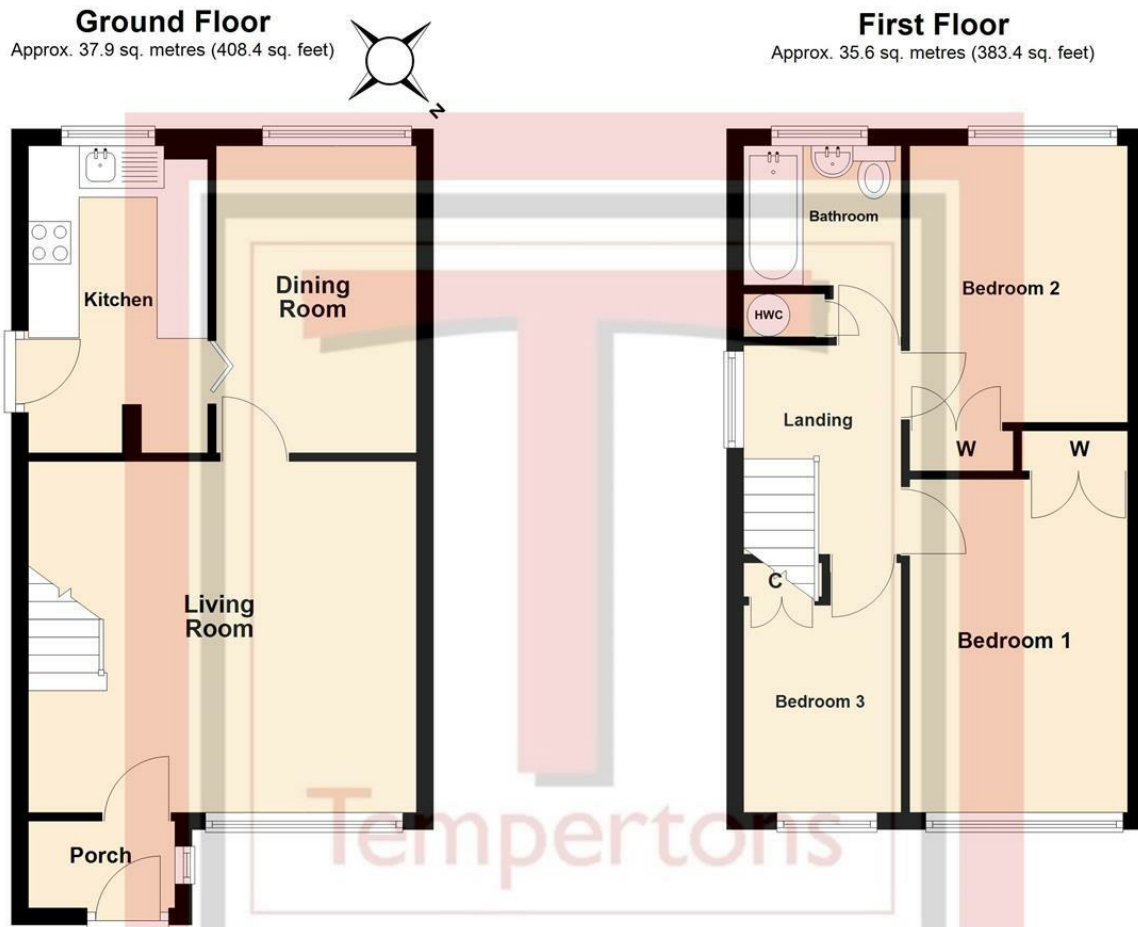 Ground Floor
Approx. 37.9 sq. metres (408.4 sq. feet)
N
Kitchen
Dining
Room
Living
Room
Porch
First Floor
Approx. 35.6 sq. metres (383.4 sq. feet)
Bathroom
HWC
Bedroom 2
Landing
W
W
C
Bedroom 1
Bedroom 3
Tempertons